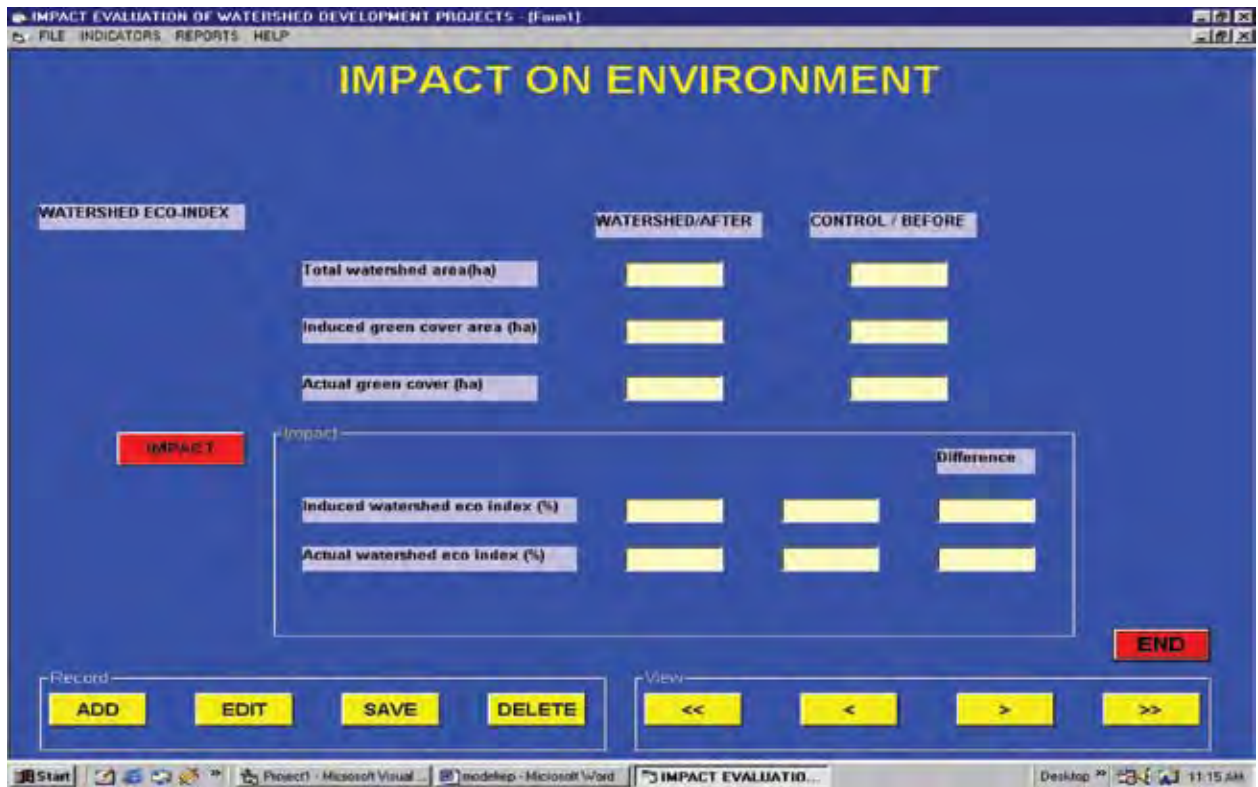 IMPACT EVALUATION OF WATERSHED DEVELOPMENT PROJECTS - [Form1]
FILE INDICATORS REPORTS HELP
IMPACT ON ENVIRONMENT
WATERSHED ECO-INDEX
WATERSHED/AFTER CONTROL / BEFORE
Total watershed area(ha)
Induced green cover area (ha)
Actual green cover (ha)
IMPACT
Impact
Difference
Induced watershed eco index (%)
Actual watershed eco index (%)
END
Record
View
ADD EDIT SAVE DELETE << < > >>
Start » Project1 - Microsoft Visual ... modelrep - Microsoft Word IMPACT EVALUATIO... Desktop » 11:15 AM